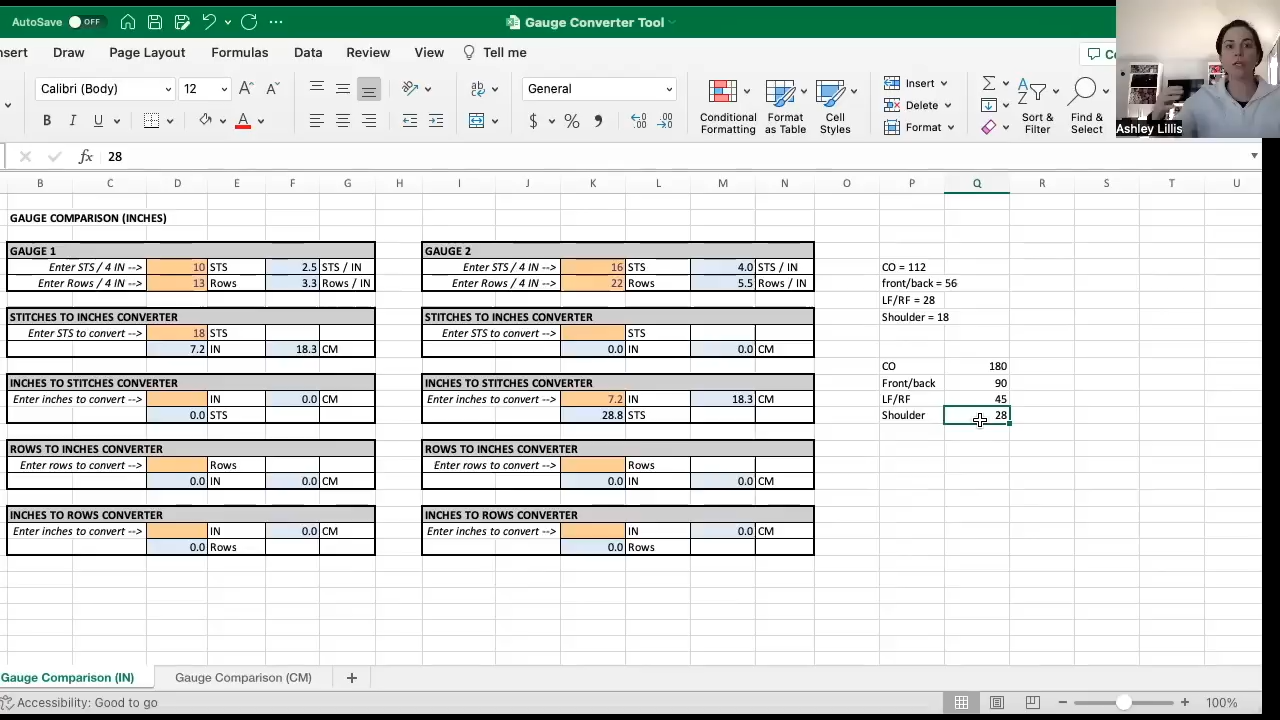 AutoSave OFF
Gauge Converter Tool
nsert Draw Page Layout Formulas Data Review View Tell me
Calibri (Body) 12 A A General Insert
B I U A $ % Conditional Formatting Format as Table Cell Styles Delete Format Sort & Filter Find & Select
Ashley Lillis
fx 28
B C D E F G H I J K L M N O P Q R S T U
GAUGE COMPARISON (INCHES)
GAUGE 1
Enter STS / 4 IN --> 10 STS 2.5 STS / IN
Enter Rows / 4 IN --> 13 Rows 3.3 Rows / IN
STITCHES TO INCHES CONVERTER
Enter STS to convert --> 18 STS
7.2 IN 18.3 CM
INCHES TO STITCHES CONVERTER
Enter inches to convert --> IN 0.0 CM
0.0 STS
ROWS TO INCHES CONVERTER
Enter rows to convert --> Rows
0.0 IN 0.0 CM
INCHES TO ROWS CONVERTER
Enter inches to convert --> IN 0.0 CM
0.0 Rows
GAUGE 2
Enter STS / 4 IN --> 16 STS 4.0 STS / IN
Enter Rows / 4 IN --> 22 Rows 5.5 Rows / IN
STITCHES TO INCHES CONVERTER
Enter STS to convert --> STS
0.0 IN 0.0 CM
INCHES TO STITCHES CONVERTER
Enter inches to convert --> 7.2 IN 18.3 CM
28.8 STS
ROWS TO INCHES CONVERTER
Enter rows to convert --> Rows
0.0 IN 0.0 CM
INCHES TO ROWS CONVERTER
Enter inches to convert --> IN 0.0 CM
0.0 Rows
CO = 112
front/back = 56
LF/RF = 28
Shoulder = 18
CO 180
Front/back 90
LF/RF 45
Shoulder 28
Gauge Comparison (IN) Gauge Comparison (CM) +
Accessibility: Good to go 100%